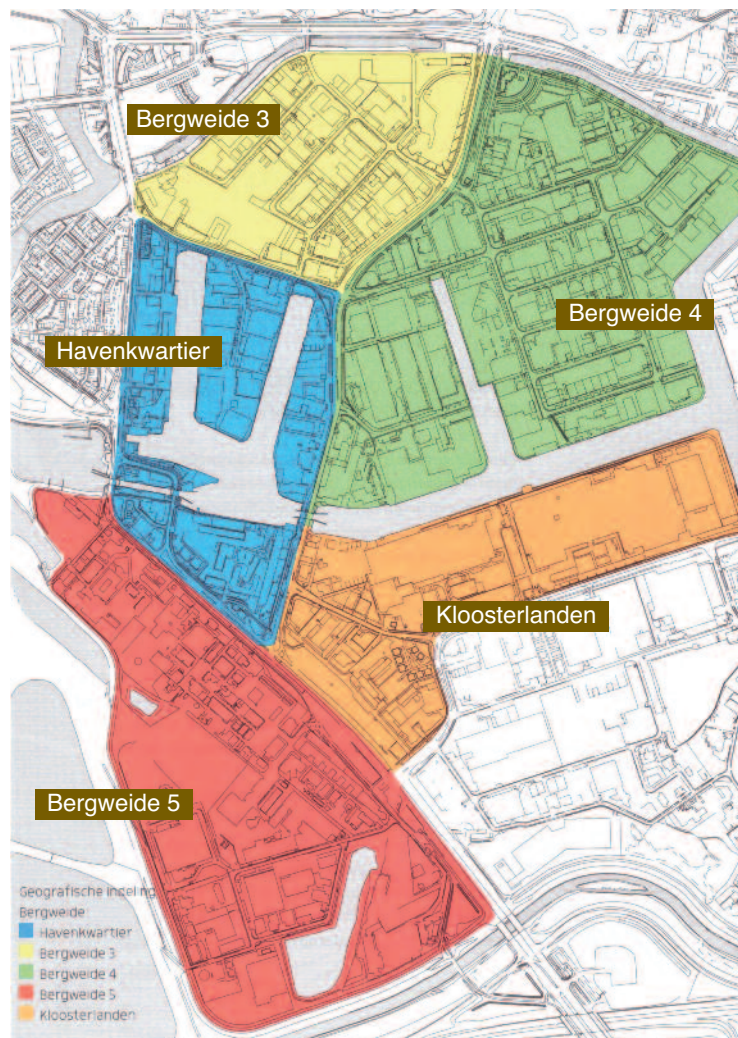 Bergweide 3
Bergweide 4
Havenkwartier
Kloosterlanden
Bergweide 5
Geografische indeling
Bergweide:
Havenkwartier
Bergweide 3
Bergweide 4
Bergweide 5
Kloosterlanden